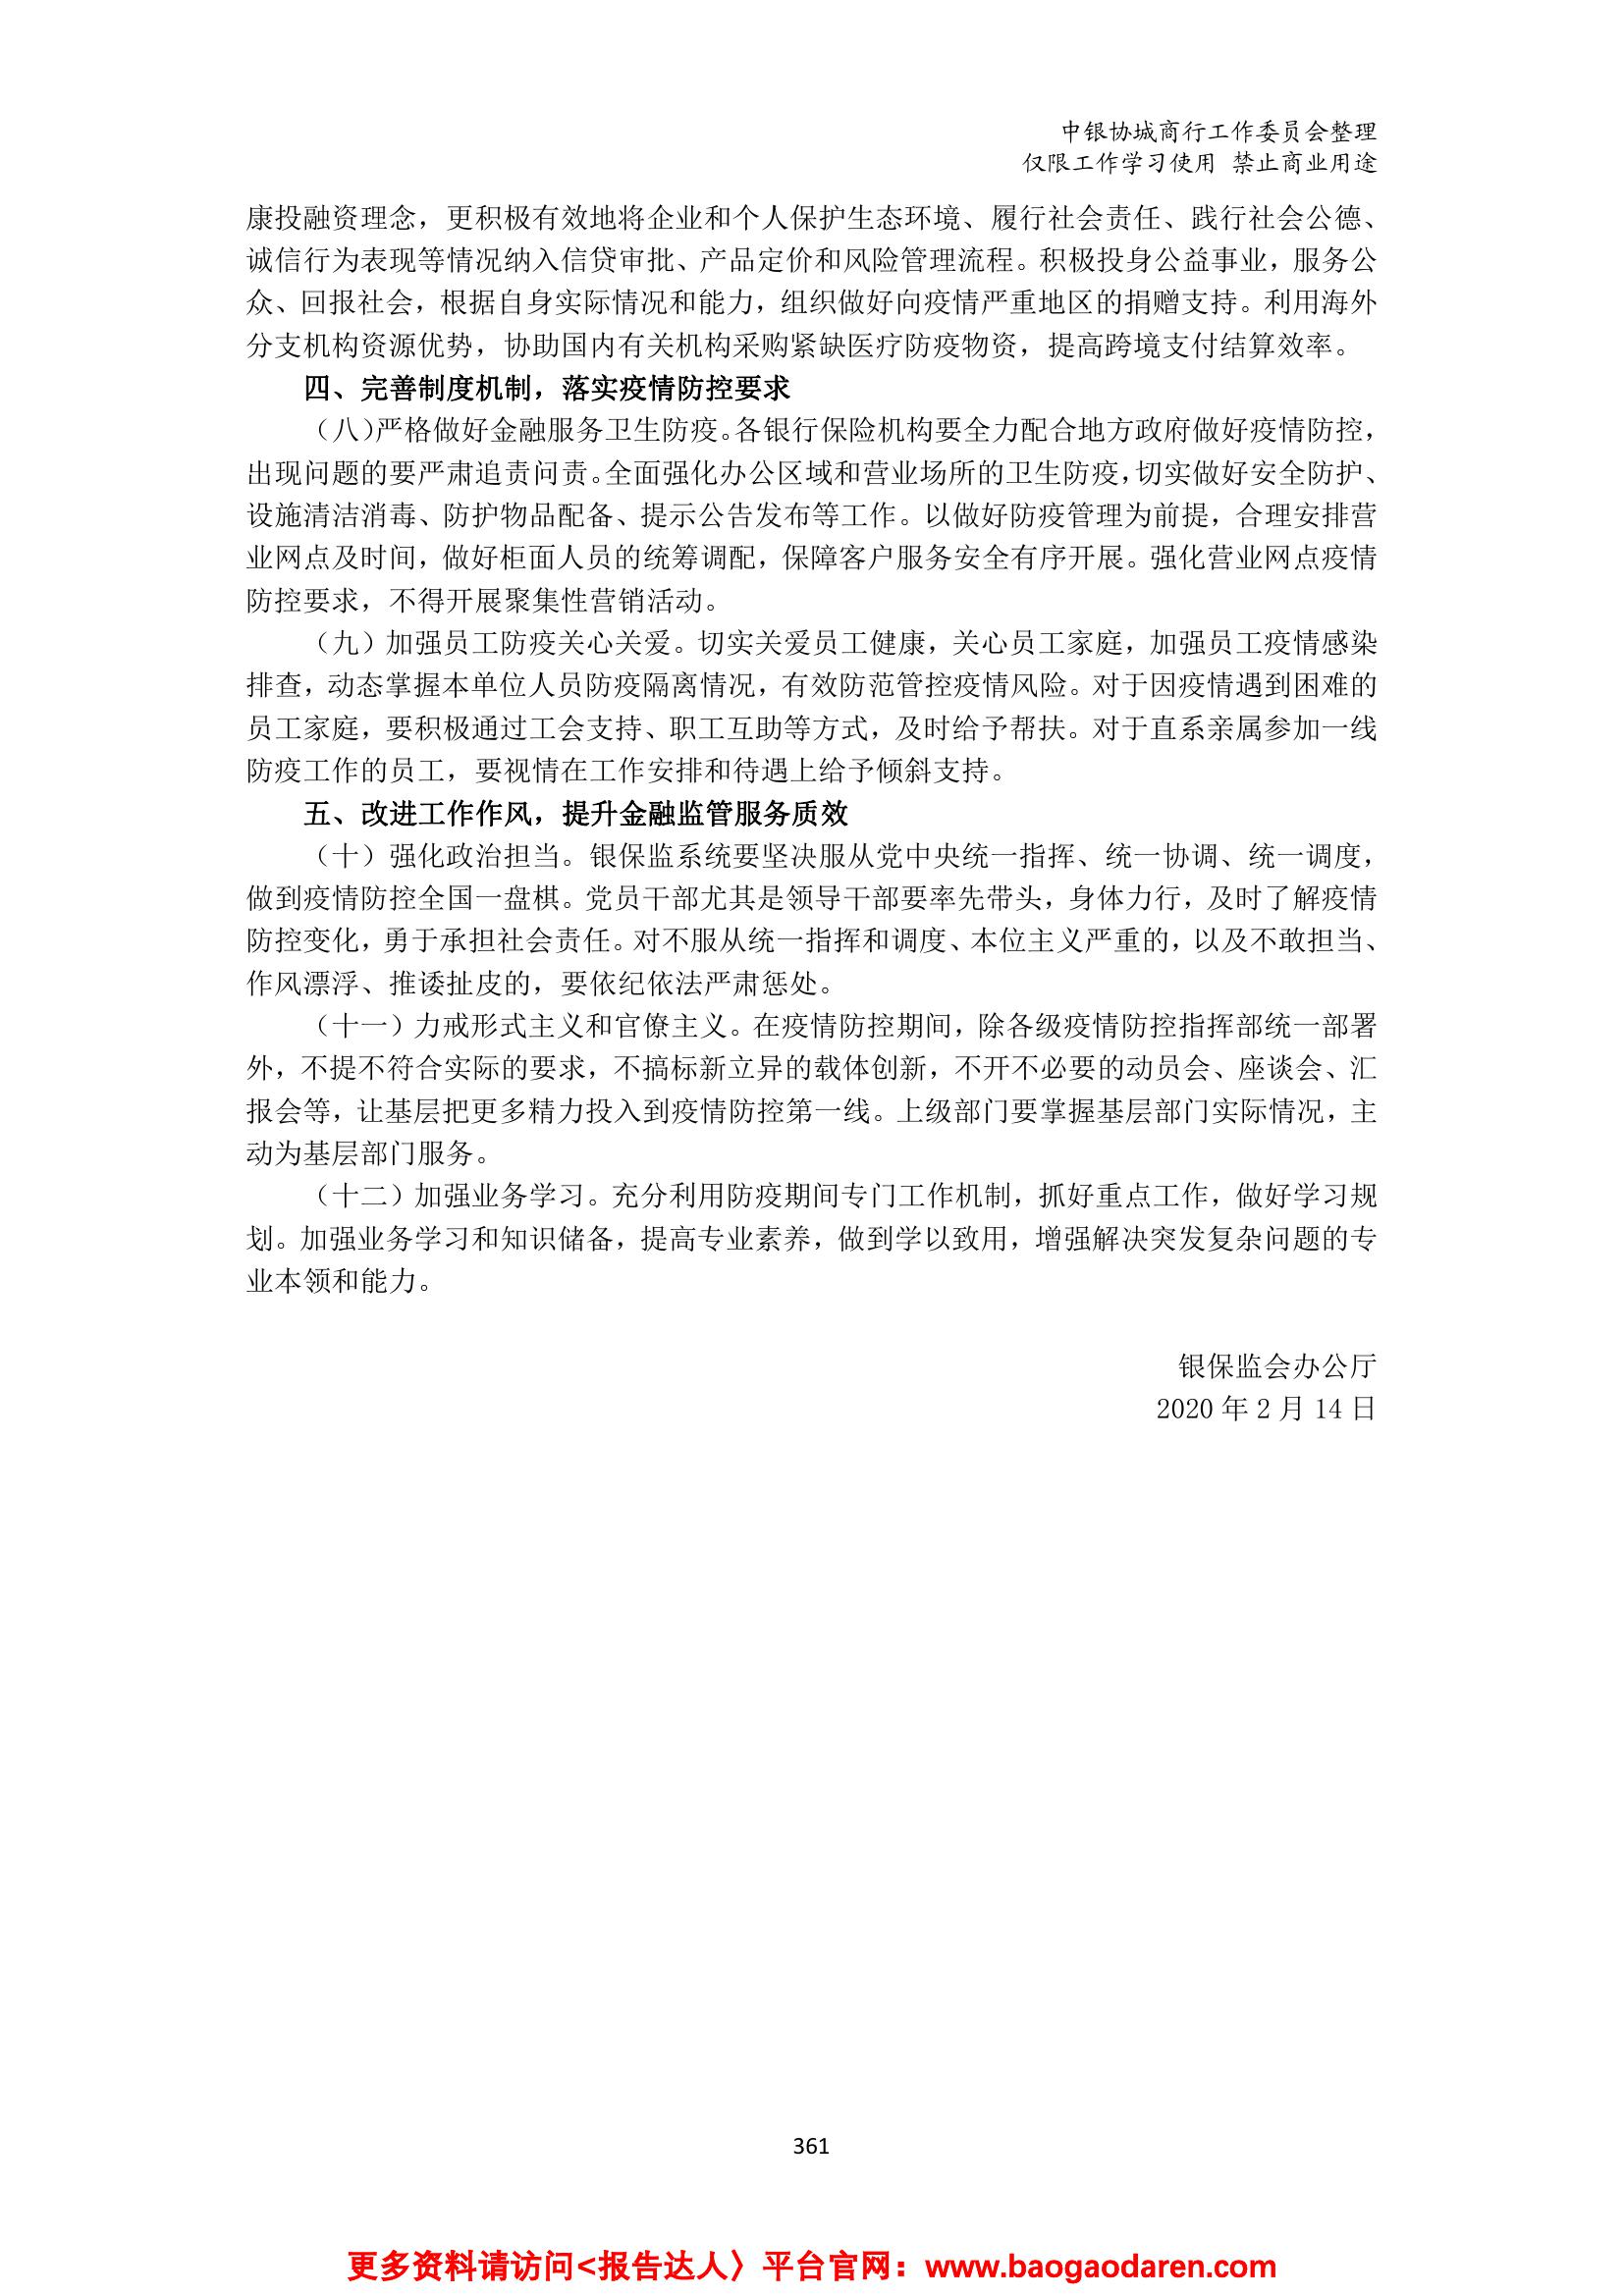 中银协城商行工作委员会整理
仅限工作学习使用 禁止商业用途
康投融资理念，更积极有效地将企业和个人保护生态环境、履行社会责任、践行社会公德、
诚信行为表现等情况纳入信贷审批、产品定价和风险管理流程。积极投身公益事业，服务公
众、回报社会，根据自身实际情况和能力，组织做好向疫情严重地区的捐赠支持。利用海外
分支机构资源优势，协助国内有关机构采购紧缺医疗防疫物资，提高跨境支付结算效率。
四、完善制度机制，落实疫情防控要求
（八）严格做好金融服务卫生防疫。各银行保险机构要全力配合地方政府做好疫情防控，
出现问题的要严肃追责问责。全面强化办公区域和营业场所的卫生防疫，切实做好安全防护、
设施清洁消毒、防护物品配备、提示公告发布等工作。以做好防疫管理为前提，合理安排营
业网点及时间，做好柜面人员的统筹调配，保障客户服务安全有序开展。强化营业网点疫情
防控要求，不得开展聚集性营销活动。
（九）加强员工防疫关心关爱。切实关爱员工健康，关心员工家庭，加强员工疫情感染
排查，动态掌握本单位人员防疫隔离情况，有效防范管控疫情风险。对于因疫情遇到困难的
员工家庭，要积极通过工会支持、职工互助等方式，及时给予帮扶。对于直系亲属参加一线
防疫工作的员工，要视情在工作安排和待遇上给予倾斜支持。
五、改进工作作风，提升金融监管服务质效
（十）强化政治担当。银保监系统要坚决服从党中央统一指挥、统一协调、统一调度，
做到疫情防控全国一盘棋。党员干部尤其是领导干部要率先带头，身体力行，及时了解疫情
防控变化，勇于承担社会责任。对不服从统一指挥和调度、本位主义严重的，以及不敢担当、
作风漂浮、推诿扯皮的，要依纪依法严肃惩处。
（十一）力戒形式主义和官僚主义。在疫情防控期间，除各级疫情防控指挥部统一部署
外，不提不符合实际的要求，不搞标新立异的载体创新，不开不必要的动员会、座谈会、汇
报会等，让基层把更多精力投入到疫情防控第一线。上级部门要掌握基层部门实际情况，主
动为基层部门服务。
（十二）加强业务学习。充分利用防疫期间专门工作机制，抓好重点工作，做好学习规
划。加强业务学习和知识储备，提高专业素养，做到学以致用，增强解决突发复杂问题的专
业本领和能力。
银保监会办公厅
2020 年 2 月 14 日
361
更多资料请访问<报告达人〉平台官网：www.baogaodaren.com